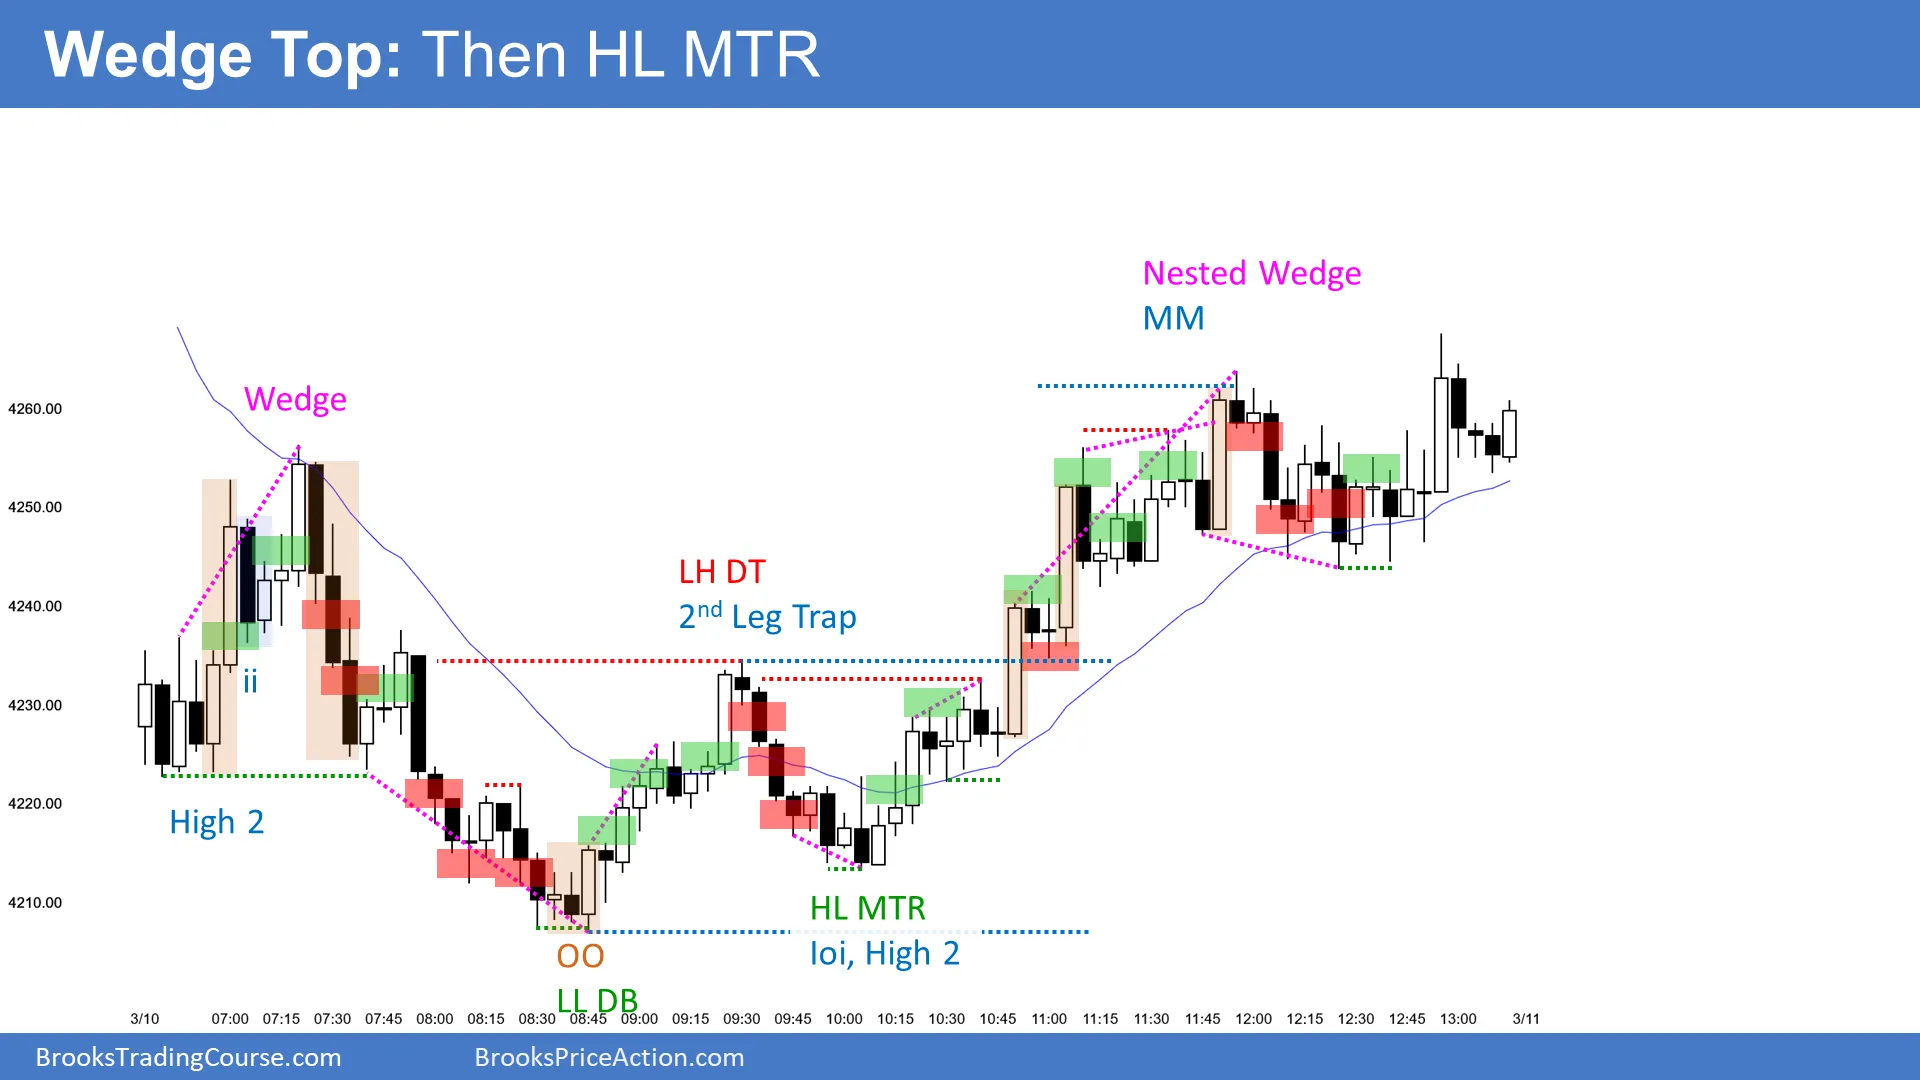 Wedge Top: Then HL MTR
Nested Wedge
MM
Wedge
4260.00
4250.00
4240.00
4230.00
4220.00
4210.00
LH DT
2nd Leg Trap
ii
High 2
HL MTR
Ioi, High 2
OO
LL DB
3/10 07:00 07:15 07:30 07:45 08:00 08:15 08:30 08:45 09:00 09:15 09:30 09:45 10:00 10:15 10:30 10:45 11:00 11:15 11:30 11:45 12:00 12:15 12:30 12:45 13:00 3/11
BrooksTradingCourse.com BrooksPriceAction.com